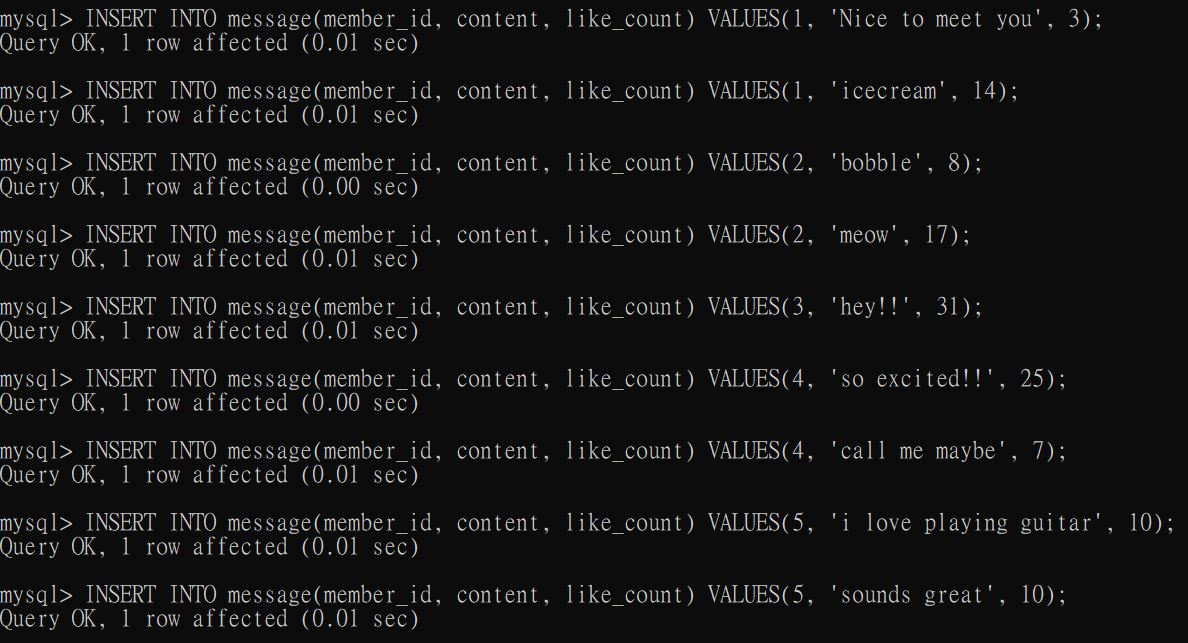 mysql> INSERT INTO message(member_id, content, like_count) VALUES(1, 'Nice to meet you', 3);
Query OK, 1 row affected (0.01 sec)
mysql> INSERT INTO message(member_id, content, like_count) VALUES(1, 'icecream', 14);
Query OK, 1 row affected (0.01 sec)
mysql> INSERT INTO message(member_id, content, like_count) VALUES(2, 'bobble', 8);
Query OK, 1 row affected (0.00 sec)
mysql> INSERT INTO message(member_id, content, like_count) VALUES(2, 'meow', 17);
Query OK, 1 row affected (0.01 sec)
mysql> INSERT INTO message(member_id, content, like_count) VALUES(3, 'hey!!', 31);
Query OK, 1 row affected (0.01 sec)
mysql> INSERT INTO message(member_id, content, like_count) VALUES(4, 'so excited!!', 25);
Query OK, 1 row affected (0.00 sec)
mysql> INSERT INTO message(member_id, content, like_count) VALUES(4, 'call me maybe', 7);
Query OK, 1 row affected (0.01 sec)
mysql> INSERT INTO message(member_id, content, like_count) VALUES(5, 'i love playing guitar', 10);
Query OK, 1 row affected (0.01 sec)
mysql> INSERT INTO message(member_id, content, like_count) VALUES(5, 'sounds great', 10);
Query OK, 1 row affected (0.01 sec)